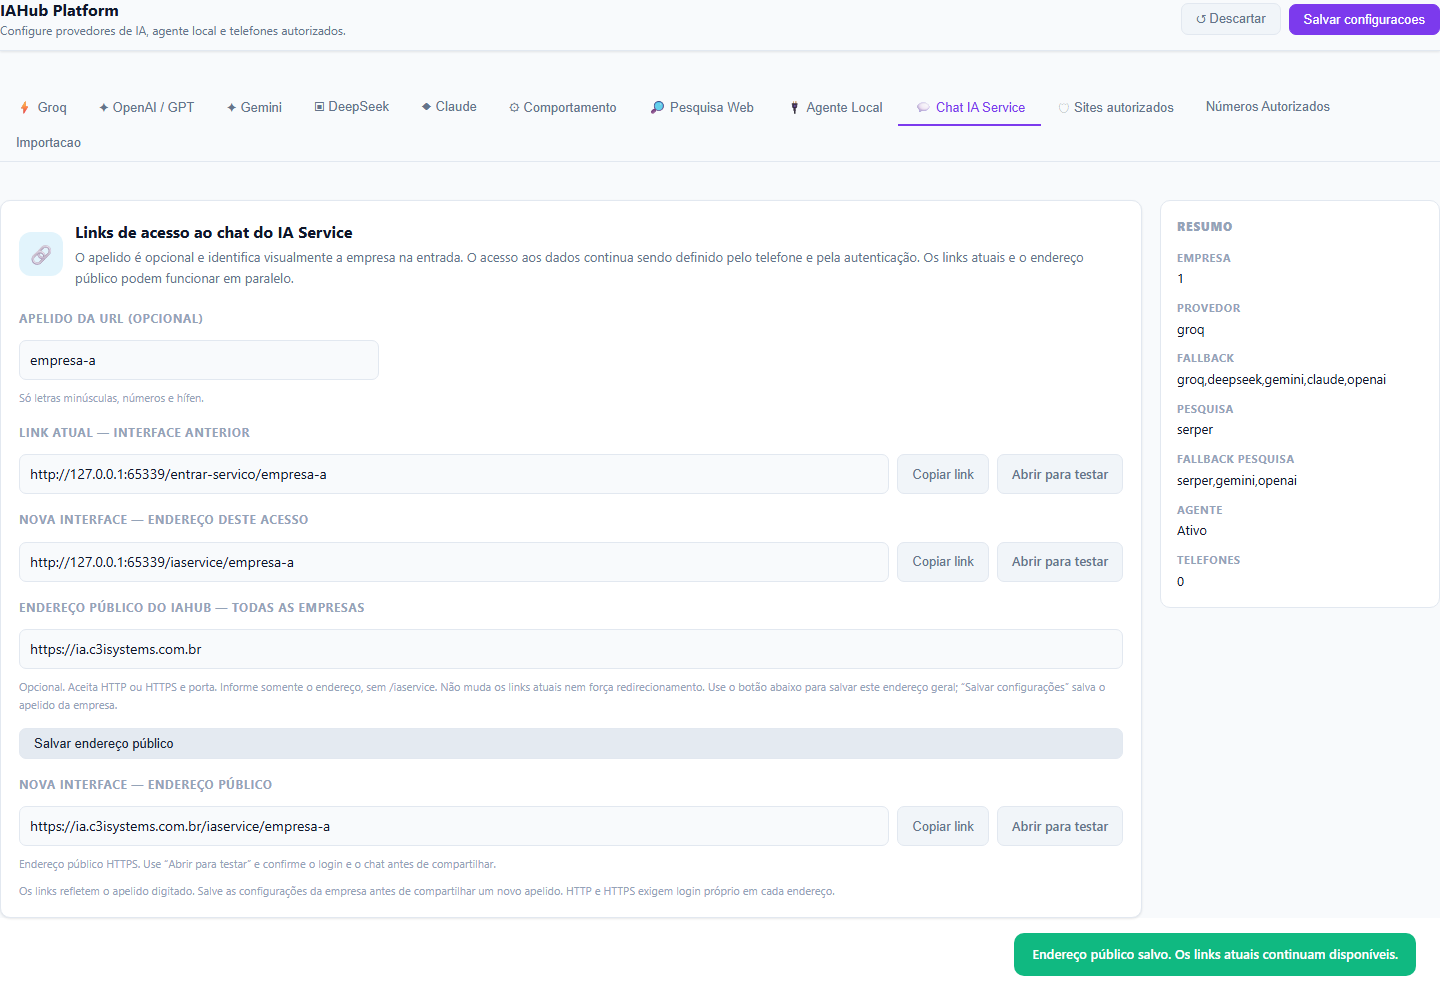 IAHub Platform
Configure provedores de IA, agente local e telefones autorizados.
↺ Descartar
Salvar configuracoes
Groq
OpenAI / GPT
Gemini
DeepSeek
Claude
Comportamento
Pesquisa Web
Agente Local
Chat IA Service
Sites autorizados
Números Autorizados
Importacao
Links de acesso ao chat do IA Service
O apelido é opcional e identifica visualmente a empresa na entrada. O acesso aos dados continua sendo definido pelo telefone e pela autenticação. Os links atuais e o endereço
público podem funcionar em paralelo.
APELIDO DA URL (OPCIONAL)
empresa-a
Só letras minúsculas, números e hífen.
LINK ATUAL — INTERFACE ANTERIOR
http://127.0.0.1:65339/entrar-servico/empresa-a
Copiar link
Abrir para testar
NOVA INTERFACE — ENDEREÇO DESTE ACESSO
http://127.0.0.1:65339/iaservice/empresa-a
Copiar link
Abrir para testar
ENDEREÇO PÚBLICO DO IAHUB — TODAS AS EMPRESAS
https://ia.c3isystems.com.br
Opcional. Aceita HTTP ou HTTPS e porta. Informe somente o endereço, sem /iaservice. Não muda os links atuais nem força redirecionamento. Use o botão abaixo para salvar este endereço geral; “Salvar configurações” salva o
apelido da empresa.
Salvar endereço público
NOVA INTERFACE — ENDEREÇO PÚBLICO
https://ia.c3isystems.com.br/iaservice/empresa-a
Copiar link
Abrir para testar
Endereço público HTTPS. Use “Abrir para testar” e confirme o login e o chat antes de compartilhar.
Os links refletem o apelido digitado. Salve as configurações da empresa antes de compartilhar um novo apelido. HTTP e HTTPS exigem login próprio em cada endereço.
RESUMO
EMPRESA
1
PROVEDOR
groq
FALLBACK
groq,deepseek,gemini,claude,openai
PESQUISA
serper
FALLBACK PESQUISA
serper,gemini,openai
AGENTE
Ativo
TELEFONES
0
Endereço público salvo. Os links atuais continuam disponíveis.